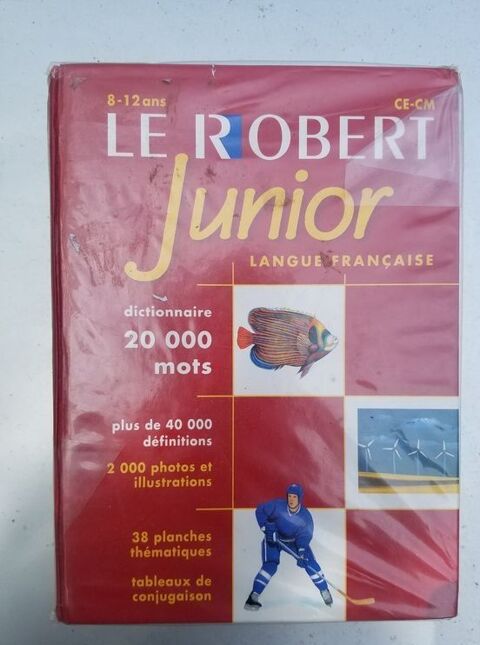 8-12 ans
CE-CM
LE ROBERT
Junior
LANGUE FRANÇAISE
dictionnaire
20 000
mots
plus de 40 000
définitions
2 000 photos et
illustrations
38 planches
thématiques
tableaux de
conjugaison